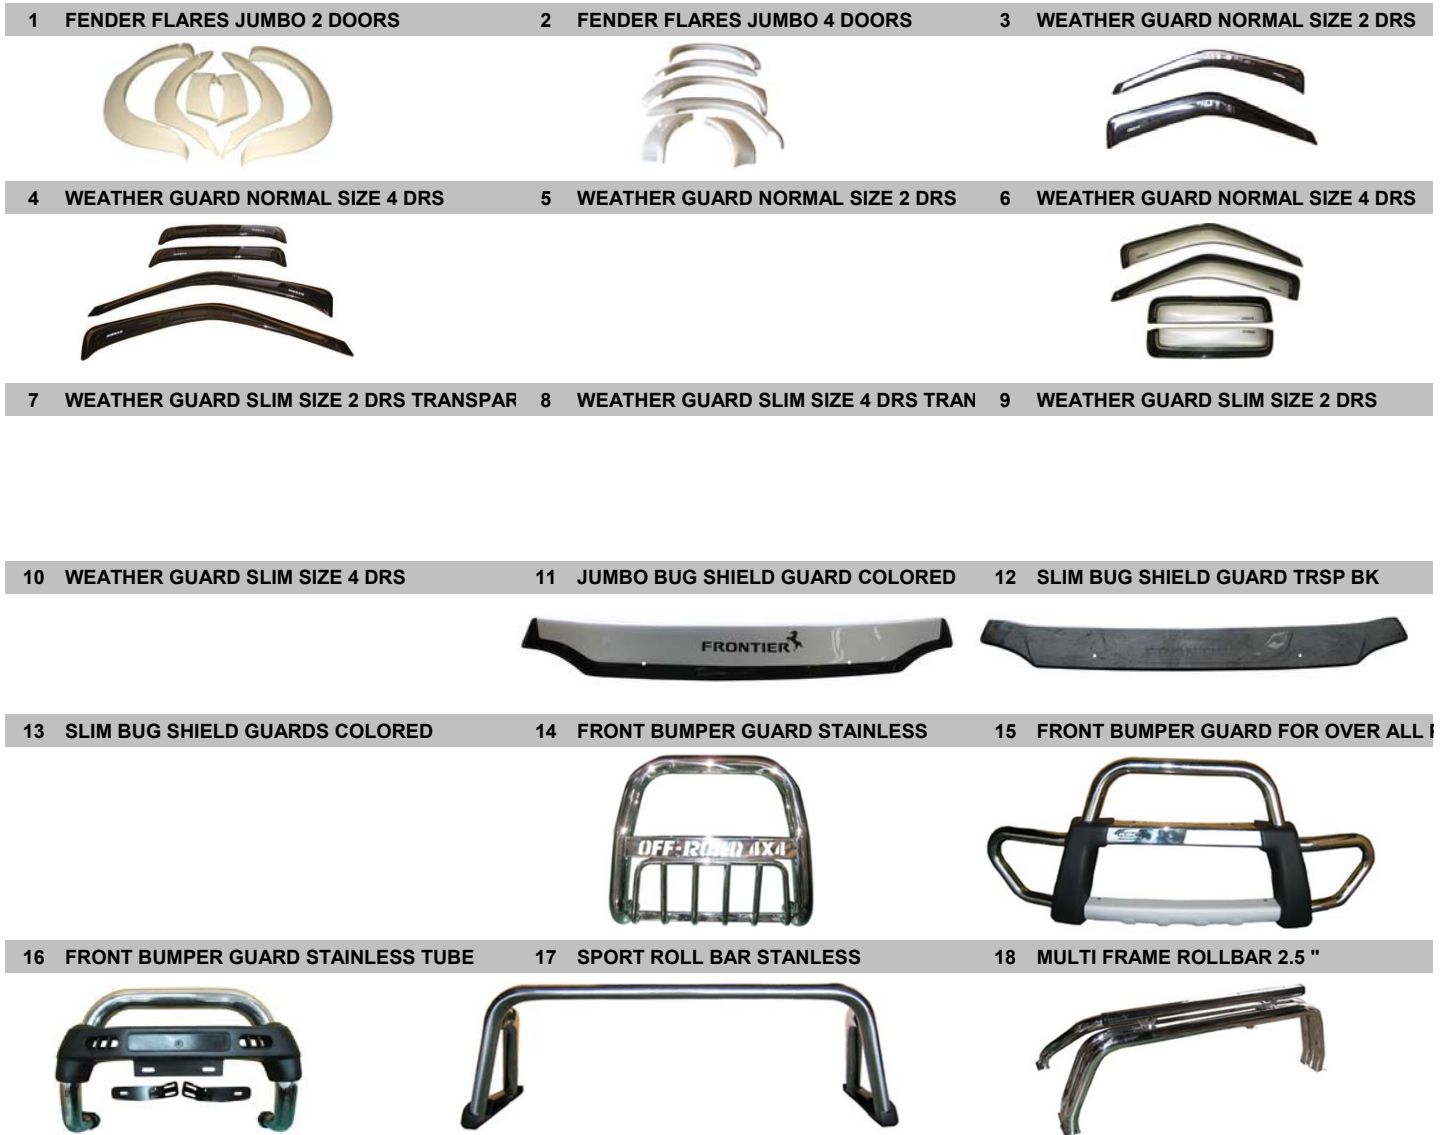 1 FENDER FLARES JUMBO 2 DOORS
2 FENDER FLARES JUMBO 4 DOORS
3 WEATHER GUARD NORMAL SIZE 2 DRS
4 WEATHER GUARD NORMAL SIZE 4 DRS
5 WEATHER GUARD NORMAL SIZE 2 DRS
6 WEATHER GUARD NORMAL SIZE 4 DRS
7 WEATHER GUARD SLIM SIZE 2 DRS TRANSPAR
8 WEATHER GUARD SLIM SIZE 4 DRS TRAN
9 WEATHER GUARD SLIM SIZE 2 DRS
10 WEATHER GUARD SLIM SIZE 4 DRS
11 JUMBO BUG SHIELD GUARD COLORED
12 SLIM BUG SHIELD GUARD TRSP BK
FRONTIER
FRONTIER
13 SLIM BUG SHIELD GUARDS COLORED
14 FRONT BUMPER GUARD STAINLESS
15 FRONT BUMPER GUARD FOR OVER ALL
OFF-ROAD 4X4
16 FRONT BUMPER GUARD STAINLESS TUBE
17 SPORT ROLL BAR STANLESS
18 MULTI FRAME ROLLBAR 2.5 "